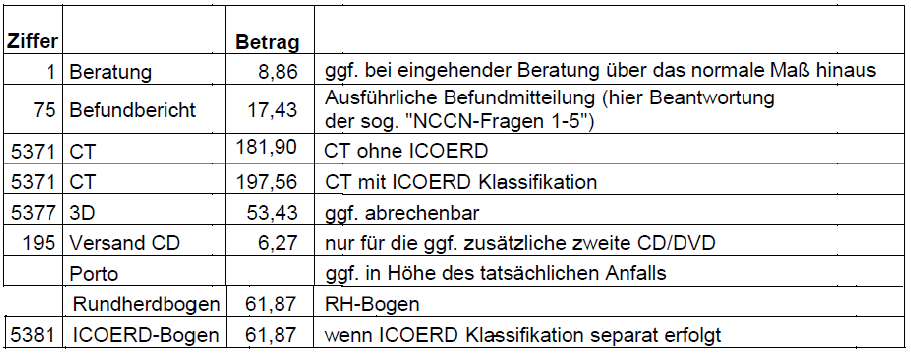 Ziffer Betrag
1 Beratung 8,86 ggf. bei eingehender Beratung über das normale Maß hinaus
75 Befundbericht 17,43 Ausführliche Befundmitteilung (hier Beantwortung
der sog. "NCCN-Fragen 1-5")
5371 CT 181,90 CT ohne ICOERD
5371 CT 197,56 CT mit ICOERD Klassifikation
5377 3D 53,43 ggf. abrechenbar
195 Versand CD 6,27 nur für die ggf. zusätzliche zweite CD/DVD
Porto ggf. in Höhe des tatsächlichen Anfalls
Rundherdbogen 61,87 RH-Bogen
5381 ICOERD-Bogen 61,87 wenn ICOERD Klassifikation separat erfolgt